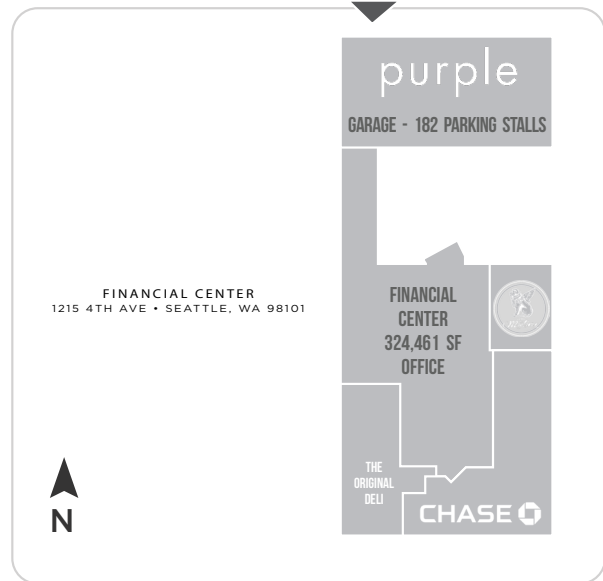 purple
GARAGE - 182 PARKING STALLS
FINANCIAL CENTER
1215 4TH AVE • SEATTLE, WA 98101
FINANCIAL
CENTER
324,461 SF
OFFICE
THE
ORIGINAL
DELI
CHASE
N